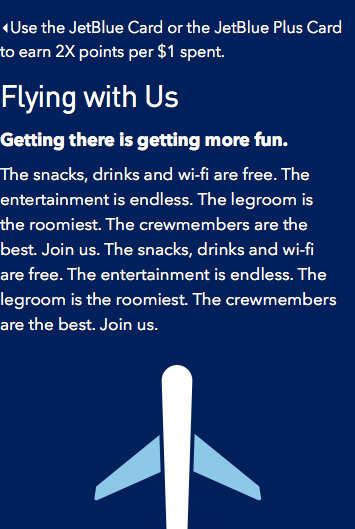 ◂Use the JetBlue Card or the JetBlue Plus Card
to earn 2X points per $1 spent.
Flying with Us
Getting there is getting more fun.
The snacks, drinks and wi-fi are free. The
entertainment is endless. The legroom is
the roomiest. The crewmembers are the
best. Join us. The snacks, drinks and wi-fi
are free. The entertainment is endless. The
legroom is the roomiest. The crewmembers
are the best. Join us.